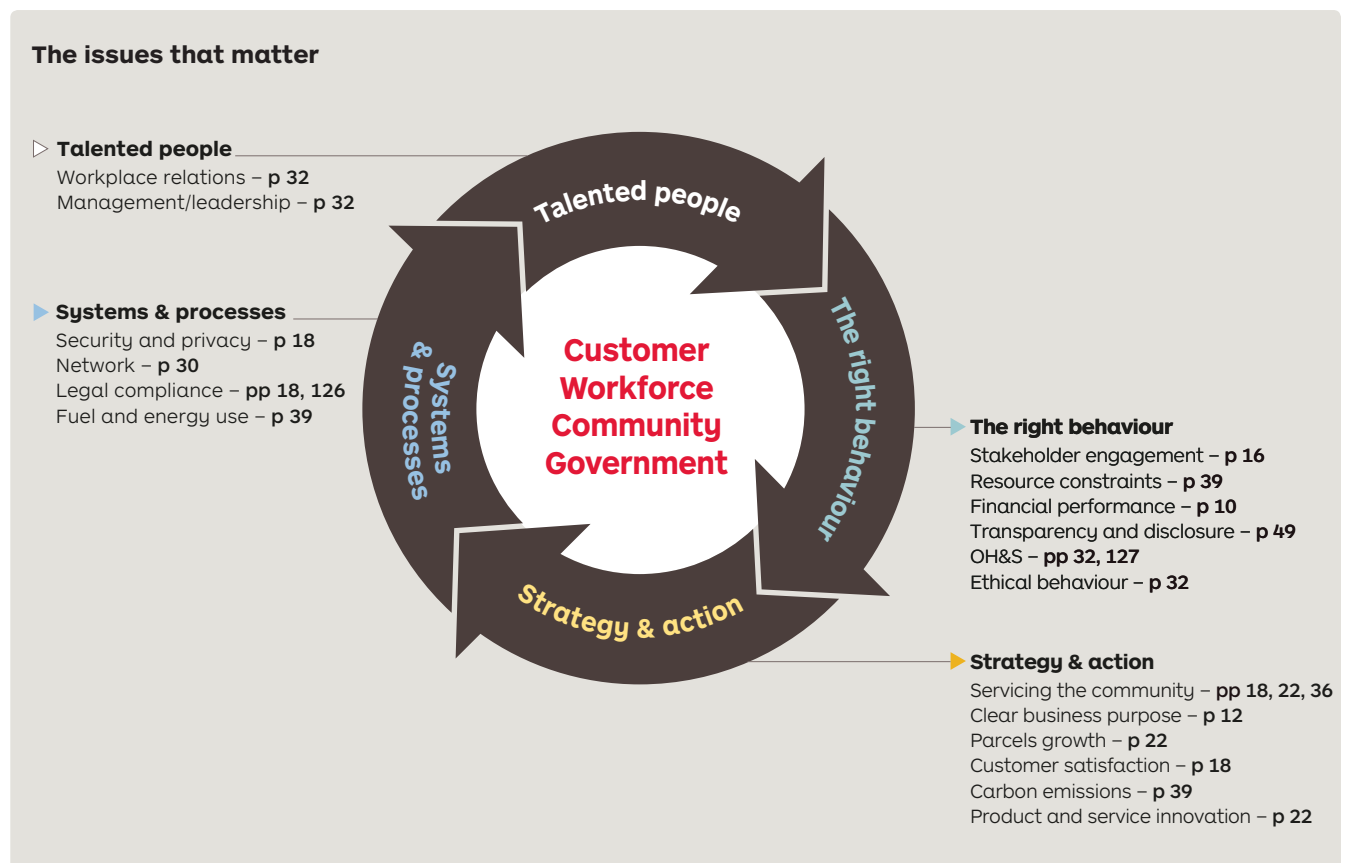 The issues that matter
Talented people
Workplace relations – p 32
Management/leadership – p 32
Systems & processes
Security and privacy – p 18
Network – p 30
Legal compliance – pp 18, 126
Fuel and energy use – p 39
Talented people
The right behaviour
Strategy & action
Systems
& processes
Customer
Workforce
Community
Government
The right behaviour
Stakeholder engagement – p 16
Resource constraints – p 39
Financial performance – p 10
Transparency and disclosure – p 49
OH&S – pp 32, 127
Ethical behaviour – p 32
Strategy & action
Servicing the community – pp 18, 22, 36
Clear business purpose – p 12
Parcels growth – p 22
Customer satisfaction – p 18
Carbon emissions – p 39
Product and service innovation – p 22